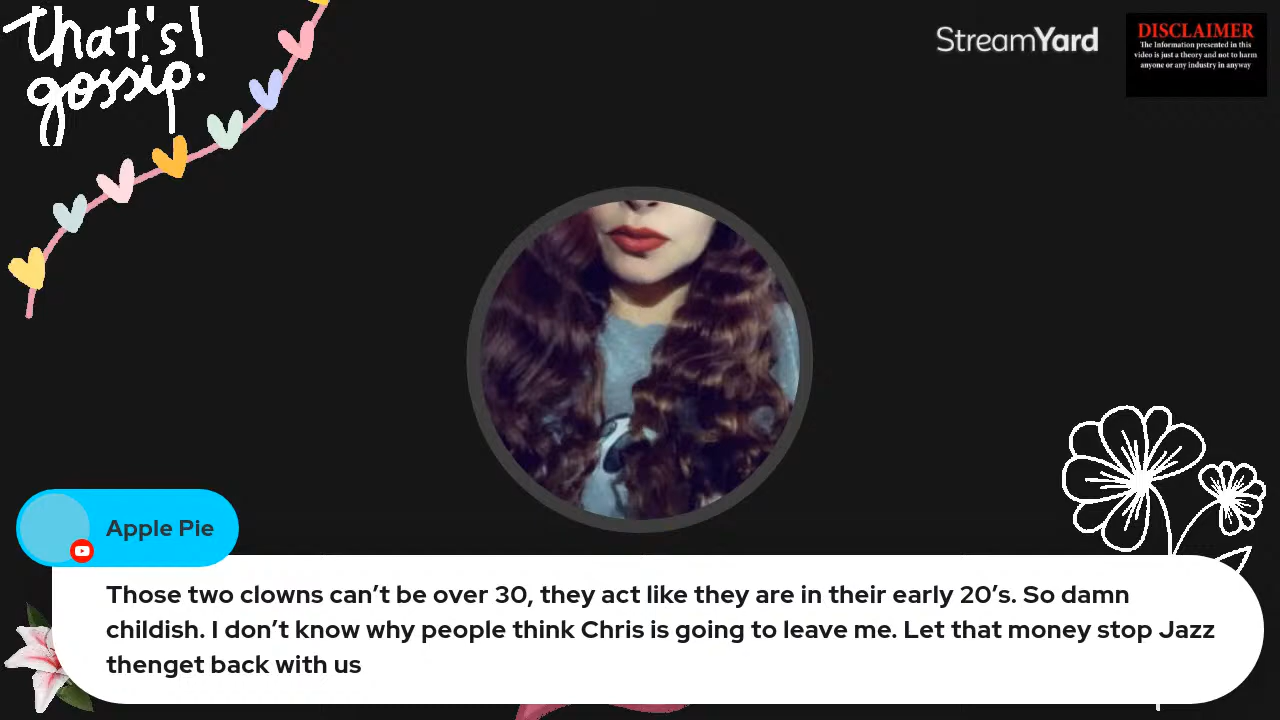 that's
gossip!
StreamYard
DISCLAIMER
The Information presented in this
video is just a theory and not to harm
anyone or any industry in anyway
Apple Pie
Those two clowns can’t be over 30, they act like they are in their early 20’s. So damn
childish. I don’t know why people think Chris is going to leave me. Let that money stop Jazz
thenget back with us